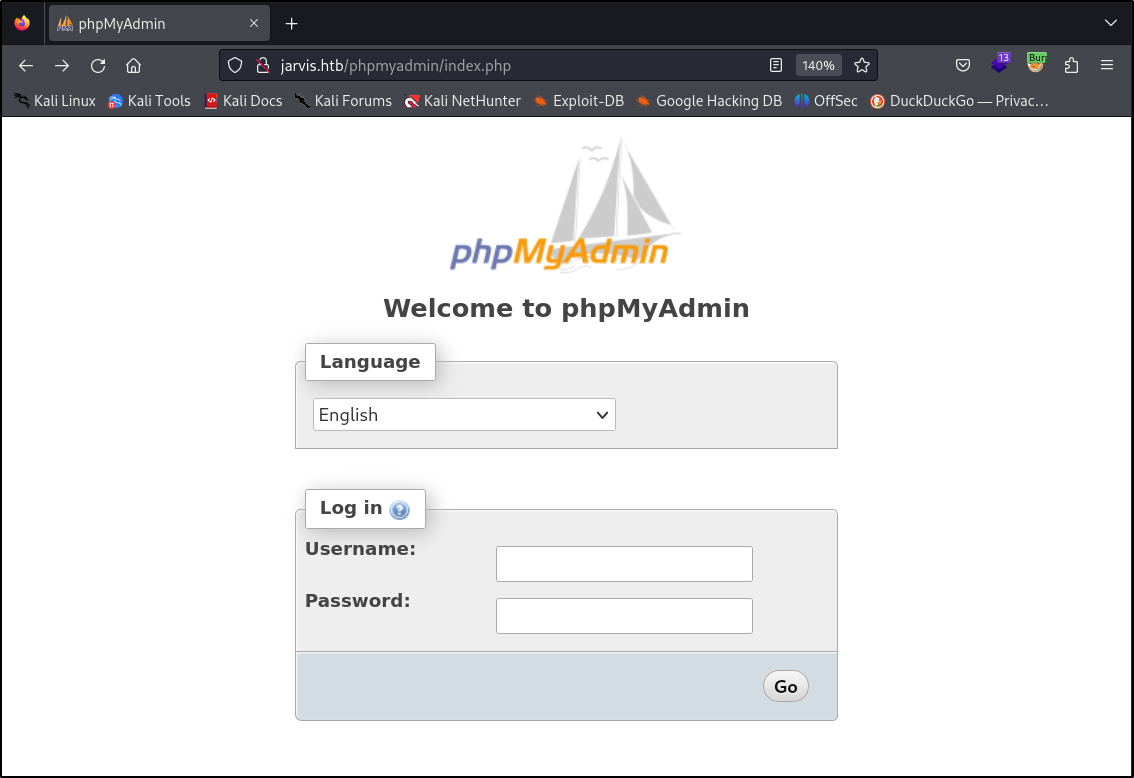 phpMyAdmin
jarvis.htb/phpmyadmin/index.php 140% 13 Bur
Kali Linux Kali Tools Kali Docs Kali Forums Kali NetHunter Exploit-DB Google Hacking DB OffSec DuckDuckGo — Privac…
phpMyAdmin
Welcome to phpMyAdmin
Language
English
Log in
Username:
Password:
Go